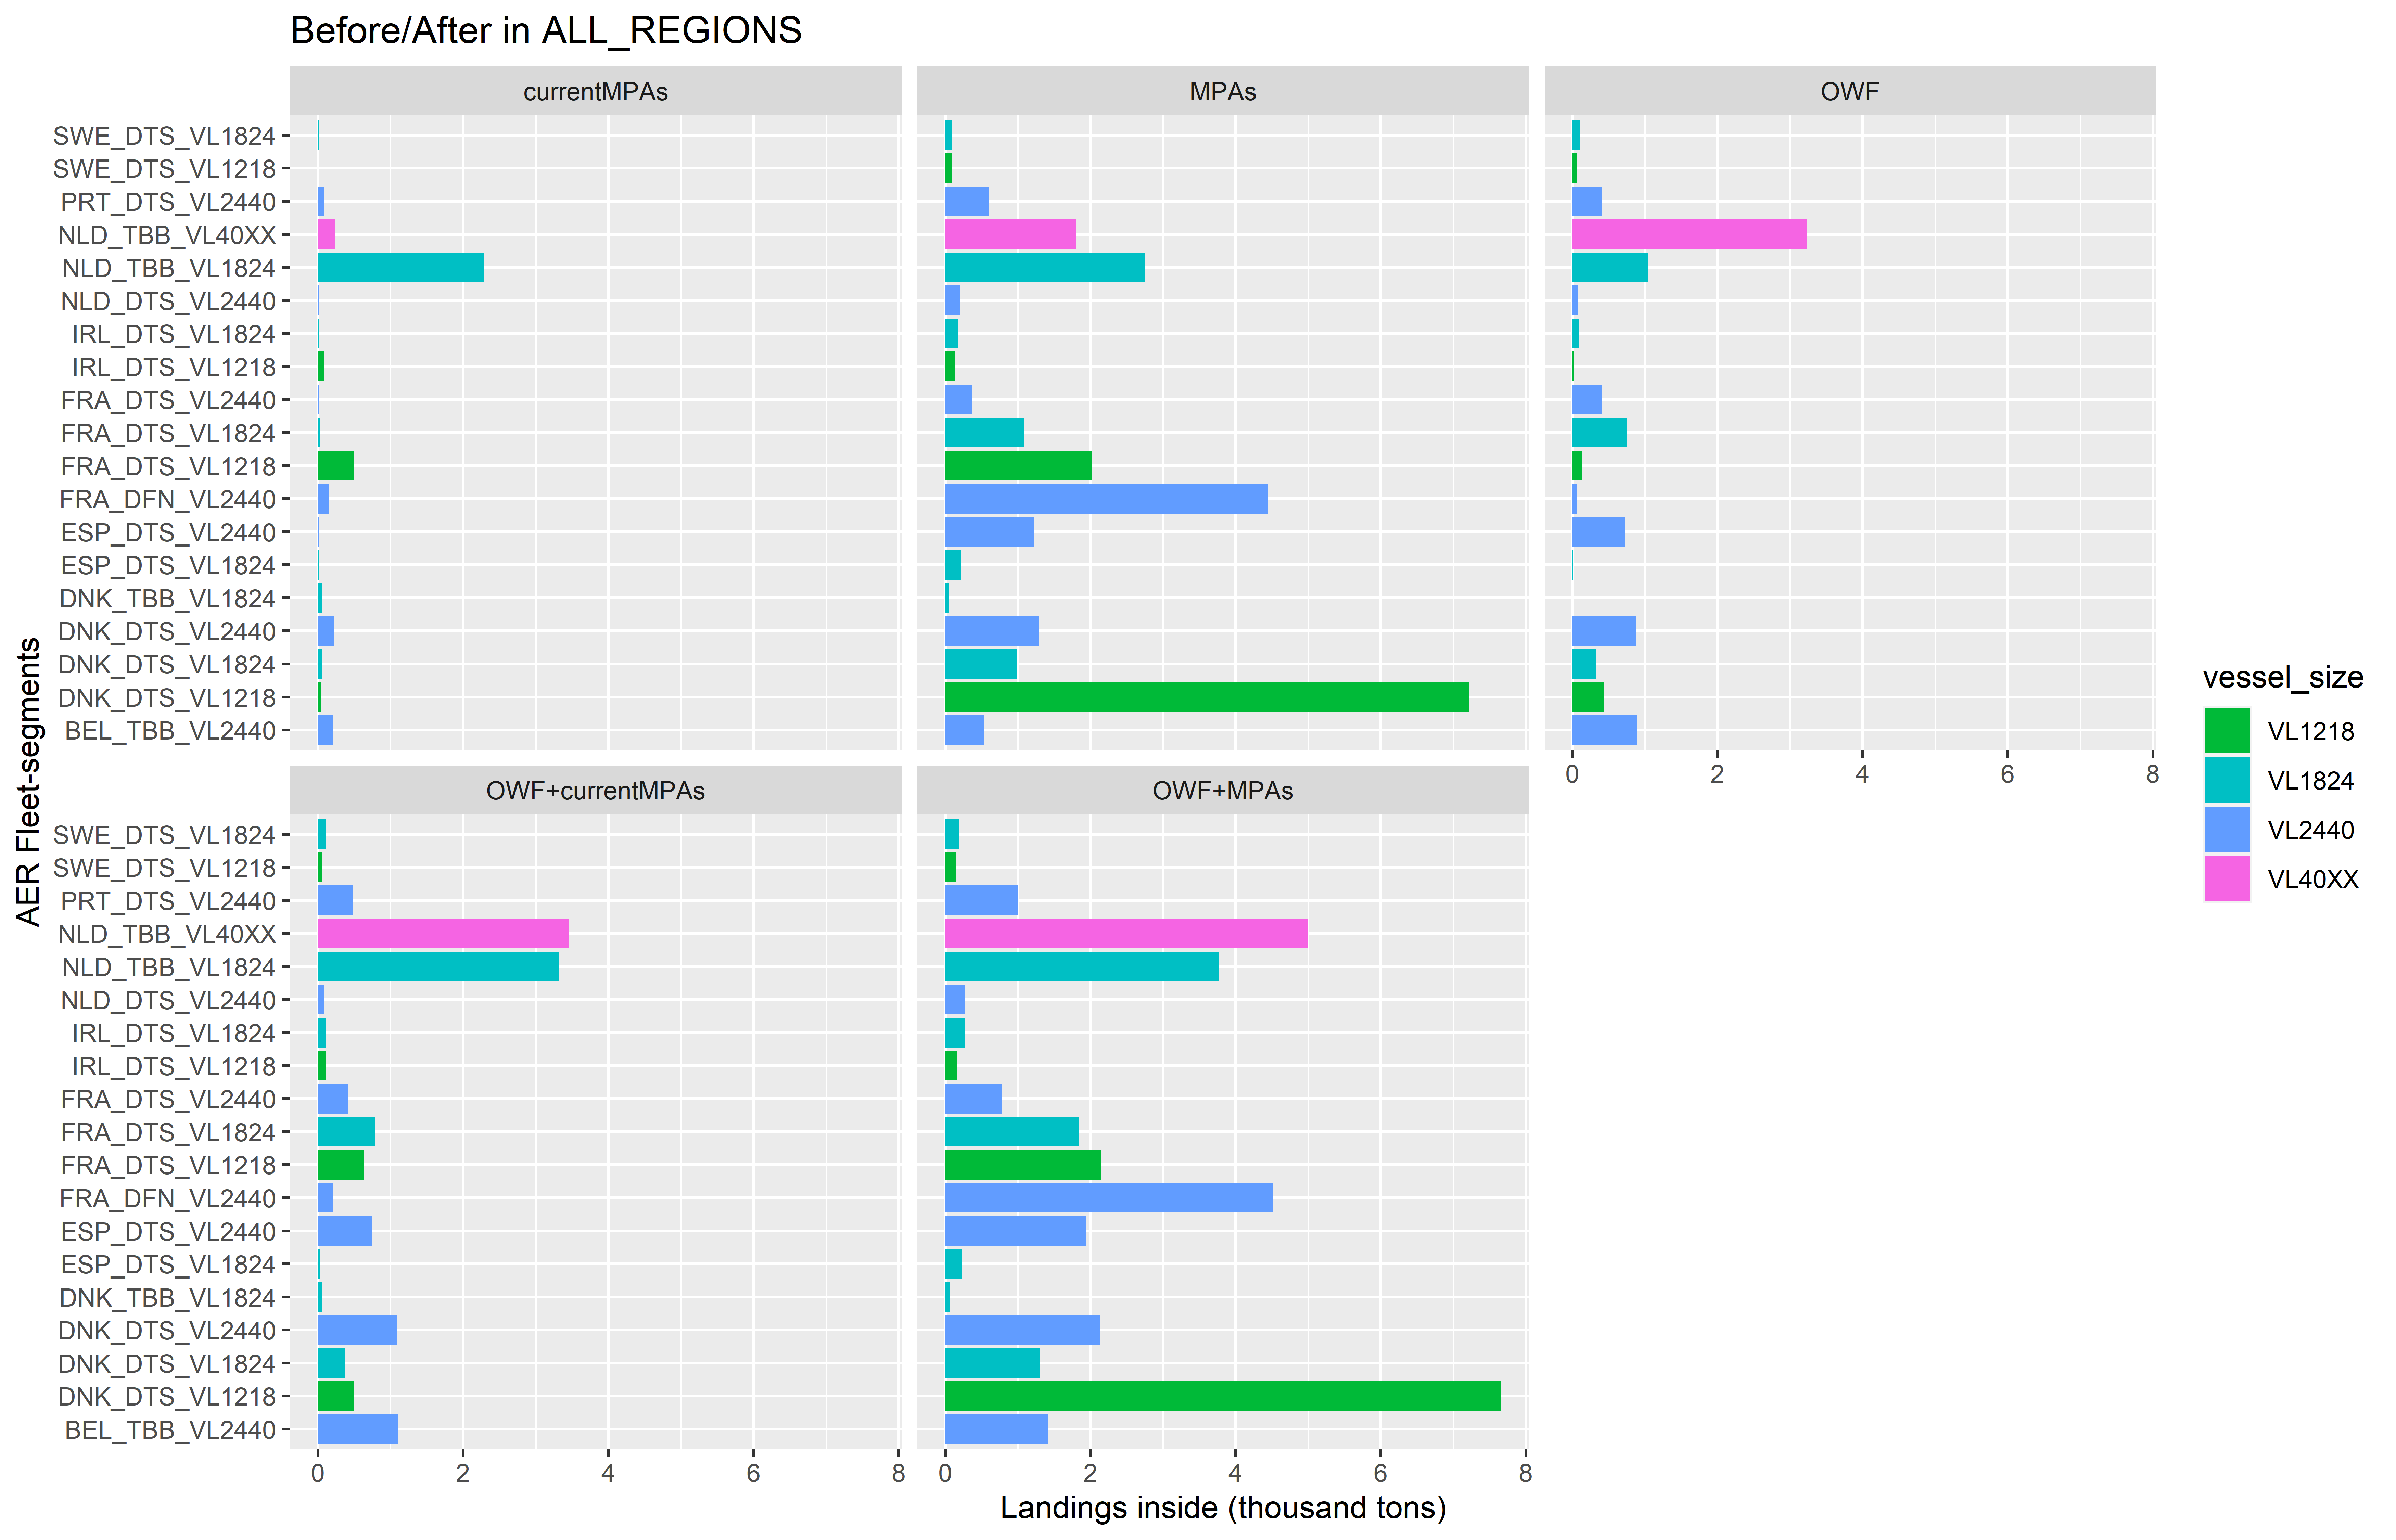 Before/After in ALL_REGIONS
currentMPAs
MPAs
OWF
SWE_DTS_VL1824
SWE_DTS_VL1218
PRT_DTS_VL2440
NLD_TBB_VL40XX
NLD_TBB_VL1824
NLD_DTS_VL2440
IRL_DTS_VL1824
IRL_DTS_VL1218
FRA_DTS_VL2440
FRA_DTS_VL1824
FRA_DTS_VL1218
FRA_DFN_VL2440
ESP_DTS_VL2440
ESP_DTS_VL1824
DNK_TBB_VL1824
DNK_DTS_VL2440
DNK_DTS_VL1824
DNK_DTS_VL1218
BEL_TBB_VL2440
0 2 4 6 8
OWF+currentMPAs
OWF+MPAs
SWE_DTS_VL1824
SWE_DTS_VL1218
PRT_DTS_VL2440
NLD_TBB_VL40XX
NLD_TBB_VL1824
NLD_DTS_VL2440
IRL_DTS_VL1824
IRL_DTS_VL1218
FRA_DTS_VL2440
FRA_DTS_VL1824
FRA_DTS_VL1218
FRA_DFN_VL2440
ESP_DTS_VL2440
ESP_DTS_VL1824
DNK_TBB_VL1824
DNK_DTS_VL2440
DNK_DTS_VL1824
DNK_DTS_VL1218
BEL_TBB_VL2440
0 2 4 6 8
0 2 4 6 8
Landings inside (thousand tons)
AER Fleet-segments
vessel_size
VL1218
VL1824
VL2440
VL40XX